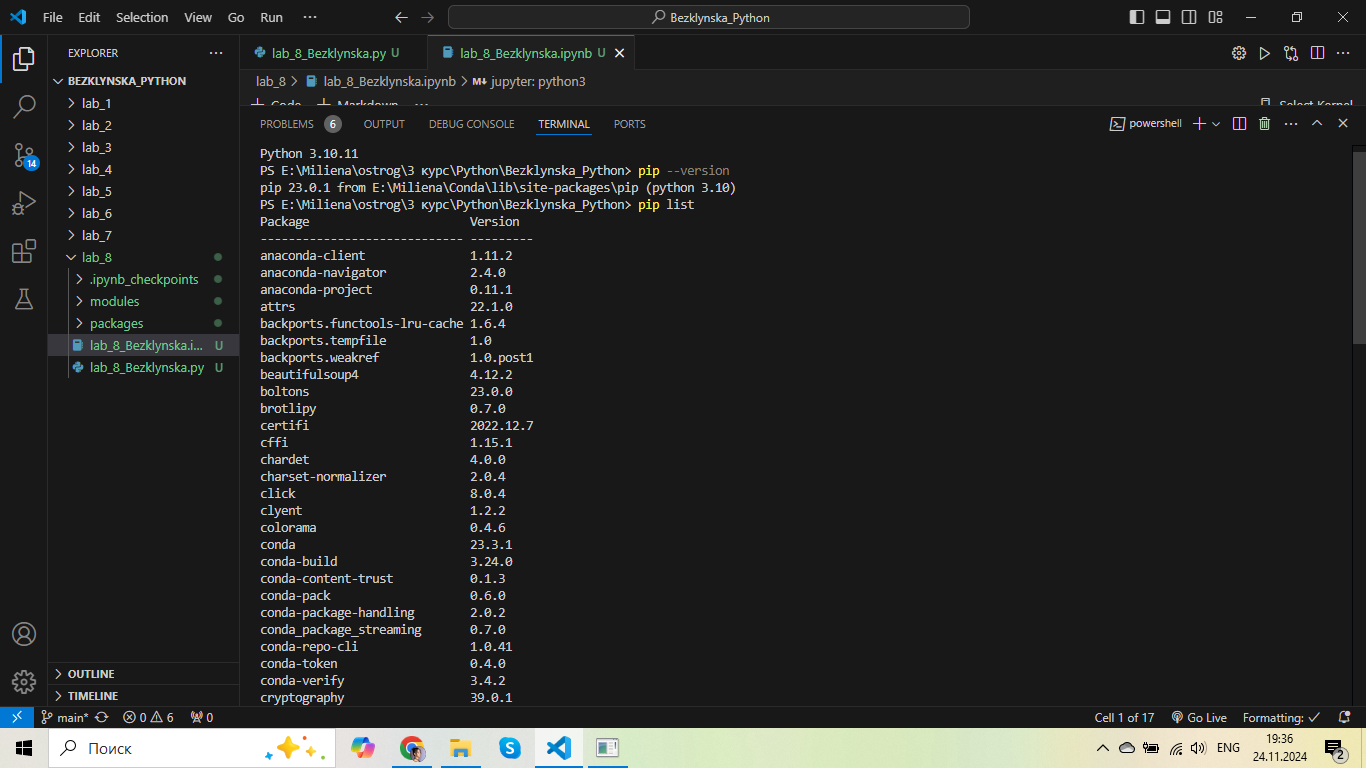 File Edit Selection View Go Run ··· Bezklynska_Python
EXPLORER ···
BEZKLYNSKA_PYTHON
lab_1
lab_2
lab_3
lab_4
lab_5
lab_6
lab_7
lab_8
.ipynb_checkpoints
modules
packages
lab_8_Bezklynska.i... U
lab_8_Bezklynska.py U
OUTLINE
TIMELINE
lab_8_Bezklynska.py U lab_8_Bezklynska.ipynb U
lab_8 > lab_8_Bezklynska.ipynb > M↓ jupyter: python3
+ Code + Markdown ··· Select Kernel
PROBLEMS 6 OUTPUT DEBUG CONSOLE TERMINAL PORTS powershell
Python 3.10.11
PS E:\Miliena\ostrog\3 курс\Python\Bezklynska_Python> pip --version
pip 23.0.1 from E:\Miliena\Conda\lib\site-packages\pip (python 3.10)
PS E:\Miliena\ostrog\3 курс\Python\Bezklynska_Python> pip list
Package Version
----------------------------- ---------
anaconda-client 1.11.2
anaconda-navigator 2.4.0
anaconda-project 0.11.1
attrs 22.1.0
backports.functools-lru-cache 1.6.4
backports.tempfile 1.0
backports.weakref 1.0.post1
beautifulsoup4 4.12.2
boltons 23.0.0
brotlipy 0.7.0
certifi 2022.12.7
cffi 1.15.1
chardet 4.0.0
charset-normalizer 2.0.4
click 8.0.4
clyent 1.2.2
colorama 0.4.6
conda 23.3.1
conda-build 3.24.0
conda-content-trust 0.1.3
conda-pack 0.6.0
conda-package-handling 2.0.2
conda_package_streaming 0.7.0
conda-repo-cli 1.0.41
conda-token 0.4.0
conda-verify 3.4.2
cryptography 39.0.1
14
main* 0 6 0 Cell 1 of 17 Go Live Formatting: ✓
Поиск ENG 19:36
24.11.2024 2